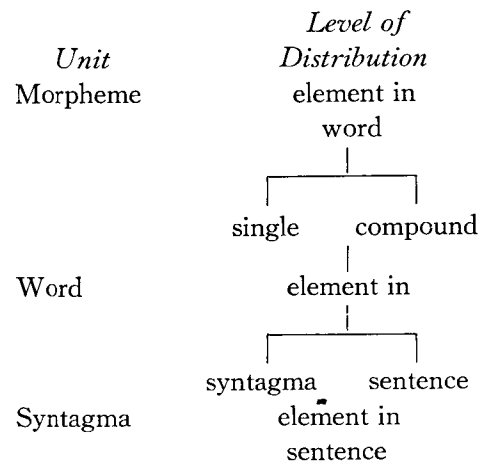 Level of
Unit Distribution
Morpheme element in
word
single compound
Word element in
syntagma sentence
Syntagma element in
sentence